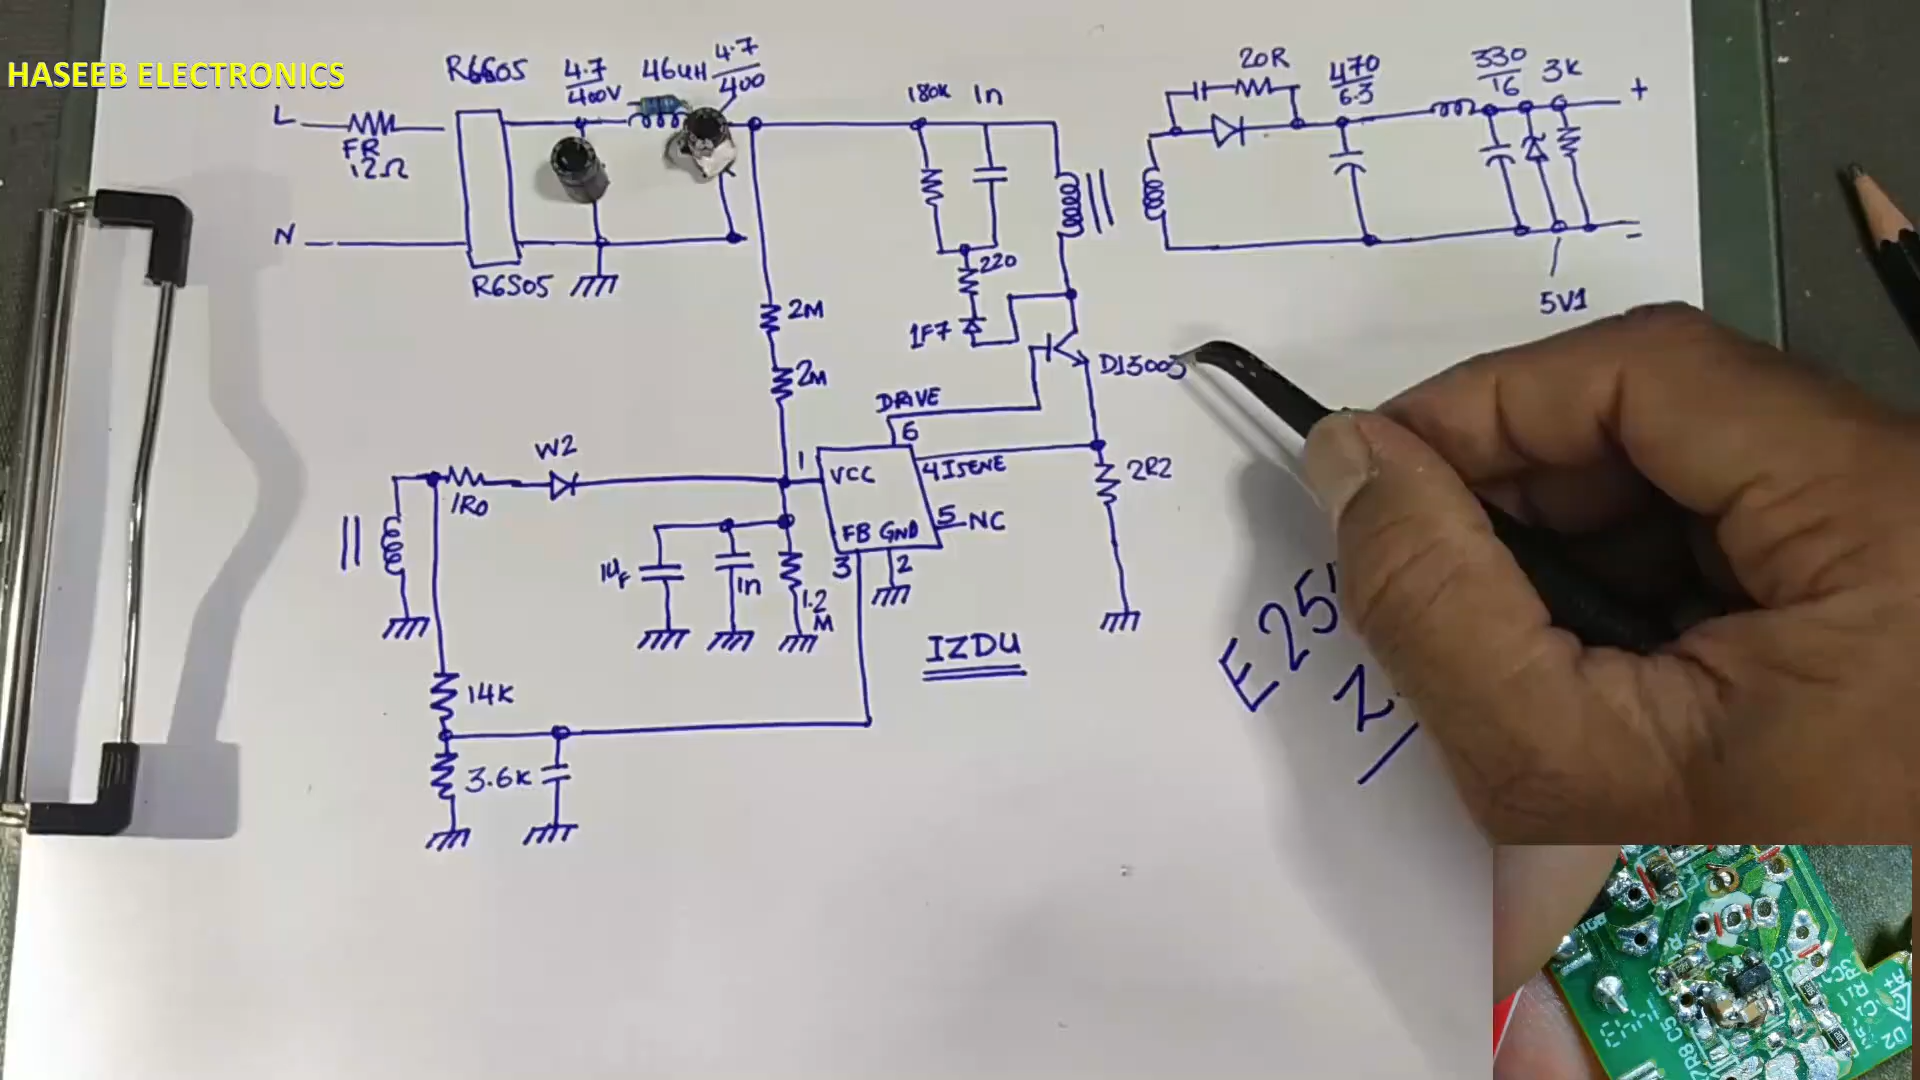 HASEEB ELECTRONICS
L
FR
12Ω
N
R6S05
R6S05
4.7
400V
46uH
4.7
400
180K
1n
20R
470
6.3
330
16
3K
+
-
5V1
220
1F7
2M
2M
DRIVE
6
1
VCC
4 ISENE
5 NC
FB GND
3
2
2R2
W2
1R0
1n
1.2
M
14K
3.6K
IZDU